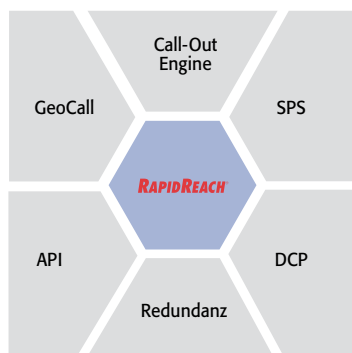 Call-Out
Engine
GeoCall
SPS
RAPIDREACH
API
DCP
Redundanz